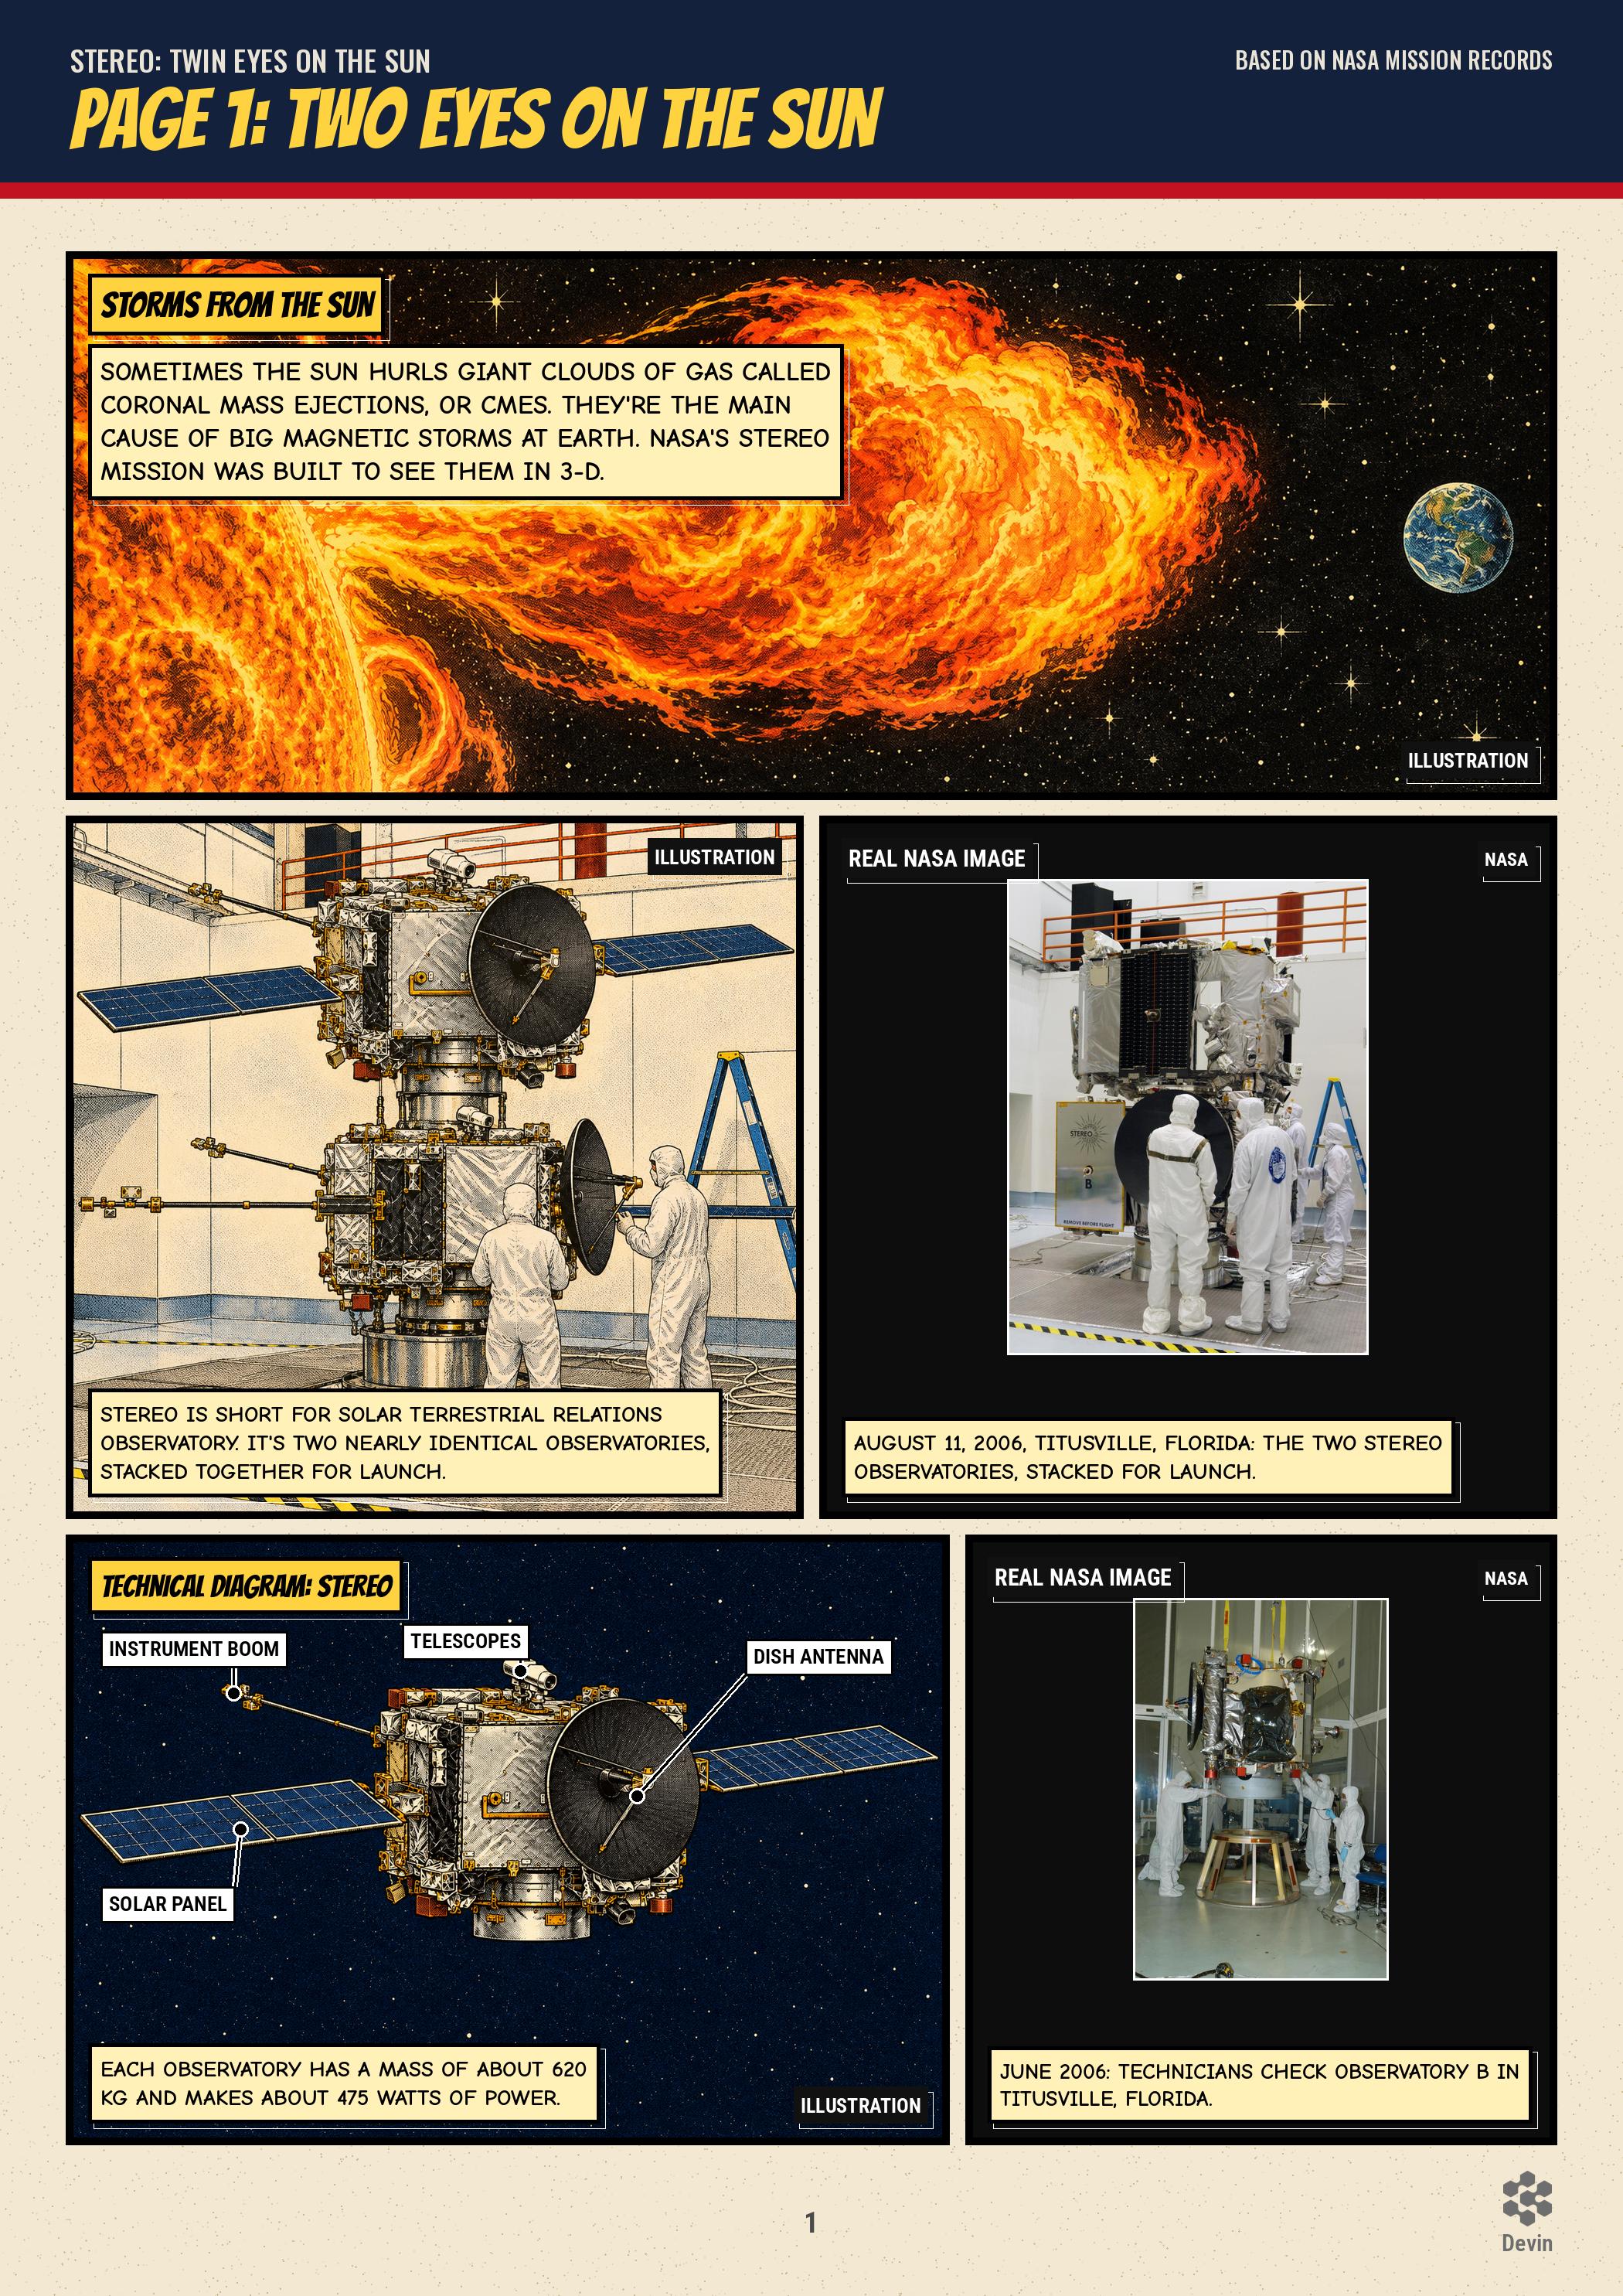 STEREO: TWIN EYES ON THE SUN
BASED ON NASA MISSION RECORDS
PAGE 1: TWO EYES ON THE SUN
STORMS FROM THE SUN
SOMETIMES THE SUN HURLS GIANT CLOUDS OF GAS CALLED
CORONAL MASS EJECTIONS, OR CMES. THEY'RE THE MAIN
CAUSE OF BIG MAGNETIC STORMS AT EARTH. NASA'S STEREO
MISSION WAS BUILT TO SEE THEM IN 3-D.
ILLUSTRATION
ILLUSTRATION
STEREO IS SHORT FOR SOLAR TERRESTRIAL RELATIONS
OBSERVATORY. IT'S TWO NEARLY IDENTICAL OBSERVATORIES,
STACKED TOGETHER FOR LAUNCH.
REAL NASA IMAGE
NASA
STEREO
B
REMOVE BEFORE FLIGHT
AUGUST 11, 2006, TITUSVILLE, FLORIDA: THE TWO STEREO
OBSERVATORIES, STACKED FOR LAUNCH.
TECHNICAL DIAGRAM: STEREO
INSTRUMENT BOOM
TELESCOPES
DISH ANTENNA
SOLAR PANEL
EACH OBSERVATORY HAS A MASS OF ABOUT 620
KG AND MAKES ABOUT 475 WATTS OF POWER.
ILLUSTRATION
REAL NASA IMAGE
NASA
JUNE 2006: TECHNICIANS CHECK OBSERVATORY B IN
TITUSVILLE, FLORIDA.
1
Devin